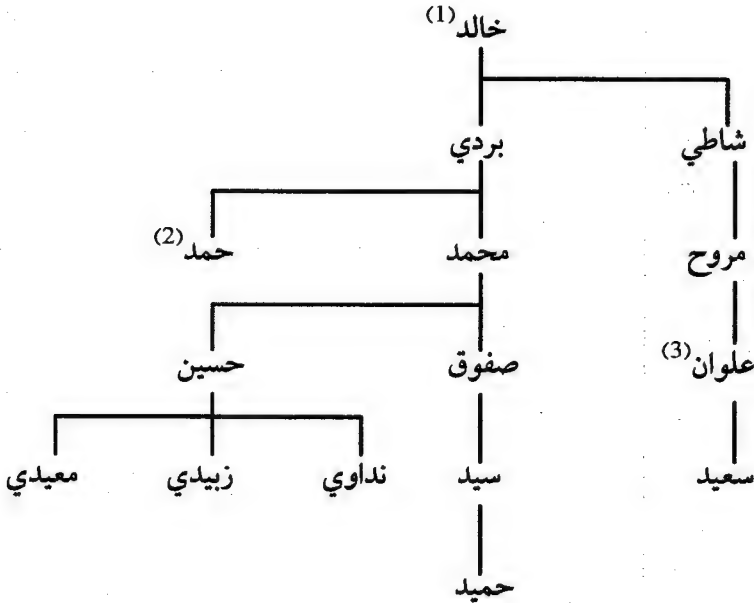 خالد (1)
شاطي بردي
مروح محمد حمد (2)
علوان (3) صفوق حسين
سعيد سيد نداوي زبيدي معيدي
حميد